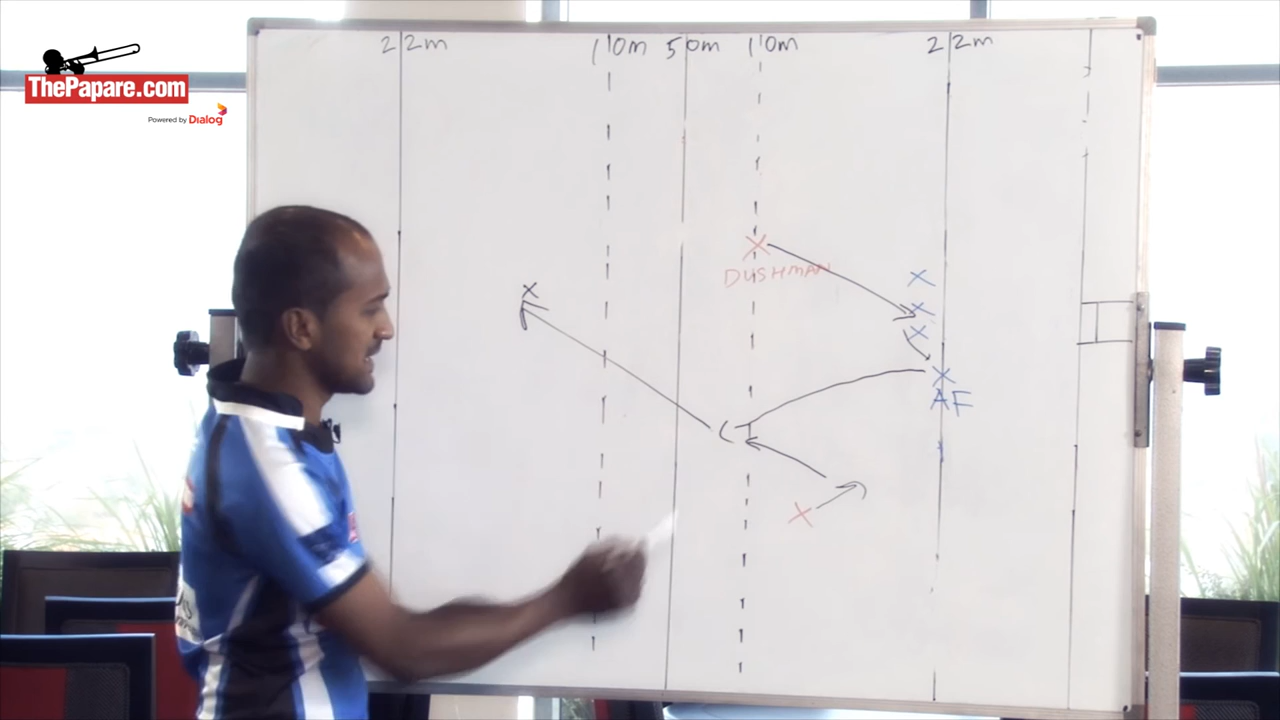 ThePapare.com
Powered by Dialog
22m 10m 50m 10m 22m
DUSHMAN
AF